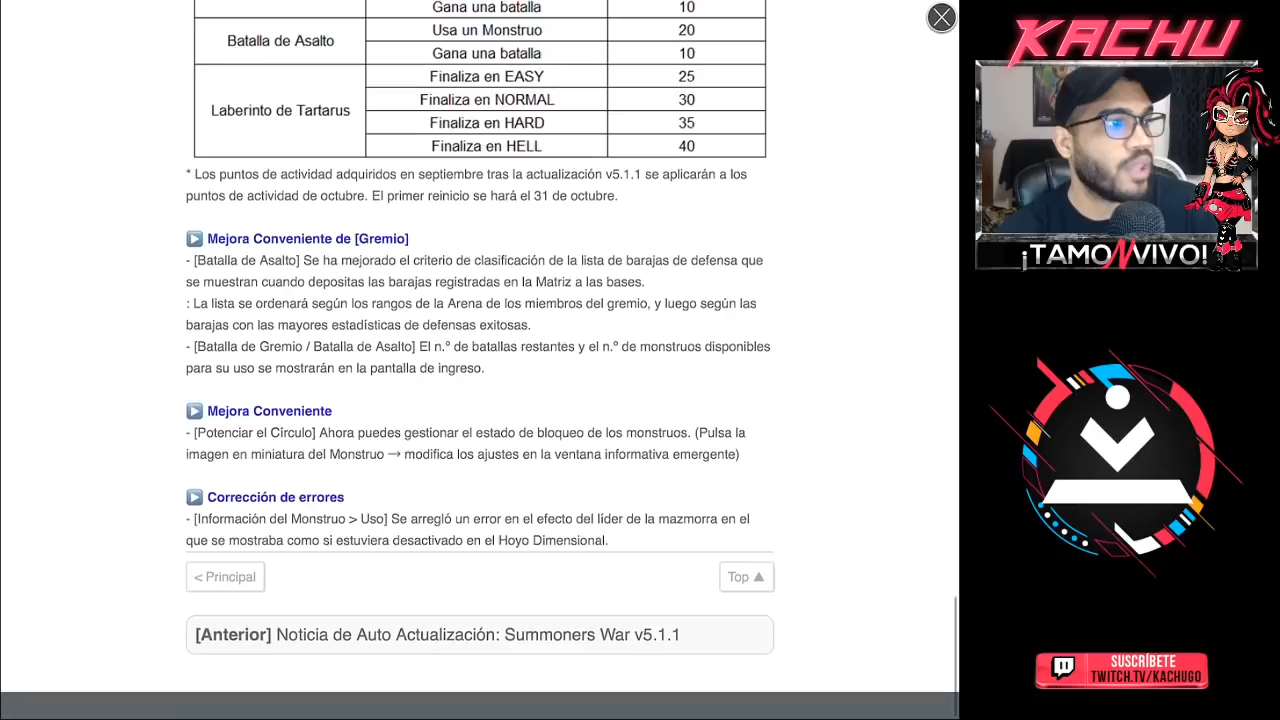 Gana una batalla 10
Batalla de Asalto
Usa un Monstruo 20
Gana una batalla 10
Laberinto de Tartarus
Finaliza en EASY 25
Finaliza en NORMAL 30
Finaliza en HARD 35
Finaliza en HELL 40
* Los puntos de actividad adquiridos en septiembre tras la actualización v5.1.1 se aplicarán a los
puntos de actividad de octubre. El primer reinicio se hará el 31 de octubre.
Mejora Conveniente de [Gremio]
- [Batalla de Asalto] Se ha mejorado el criterio de clasificación de la lista de barajas de defensa que
se muestran cuando depositas las barajas registradas en la Matriz a las bases.
: La lista se ordenará según los rangos de la Arena de los miembros del gremio, y luego según las
barajas con las mayores estadísticas de defensas exitosas.
- [Batalla de Gremio / Batalla de Asalto] El n.º de batallas restantes y el n.º de monstruos disponibles
para su uso se mostrarán en la pantalla de ingreso.
Mejora Conveniente
- [Potenciar el Círculo] Ahora puedes gestionar el estado de bloqueo de los monstruos. (Pulsa la
imagen en miniatura del Monstruo → modifica los ajustes en la ventana informativa emergente)
Corrección de errores
- [Información del Monstruo > Uso] Se arregló un error en el efecto del líder de la mazmorra en el
que se mostraba como si estuviera desactivado en el Hoyo Dimensional.
< Principal
Top ▲
[Anterior] Noticia de Auto Actualización: Summoners War v5.1.1
KACHU
¡TAMO N VIVO!
SUSCRÍBETE
TWITCH.TV/KACHUGO